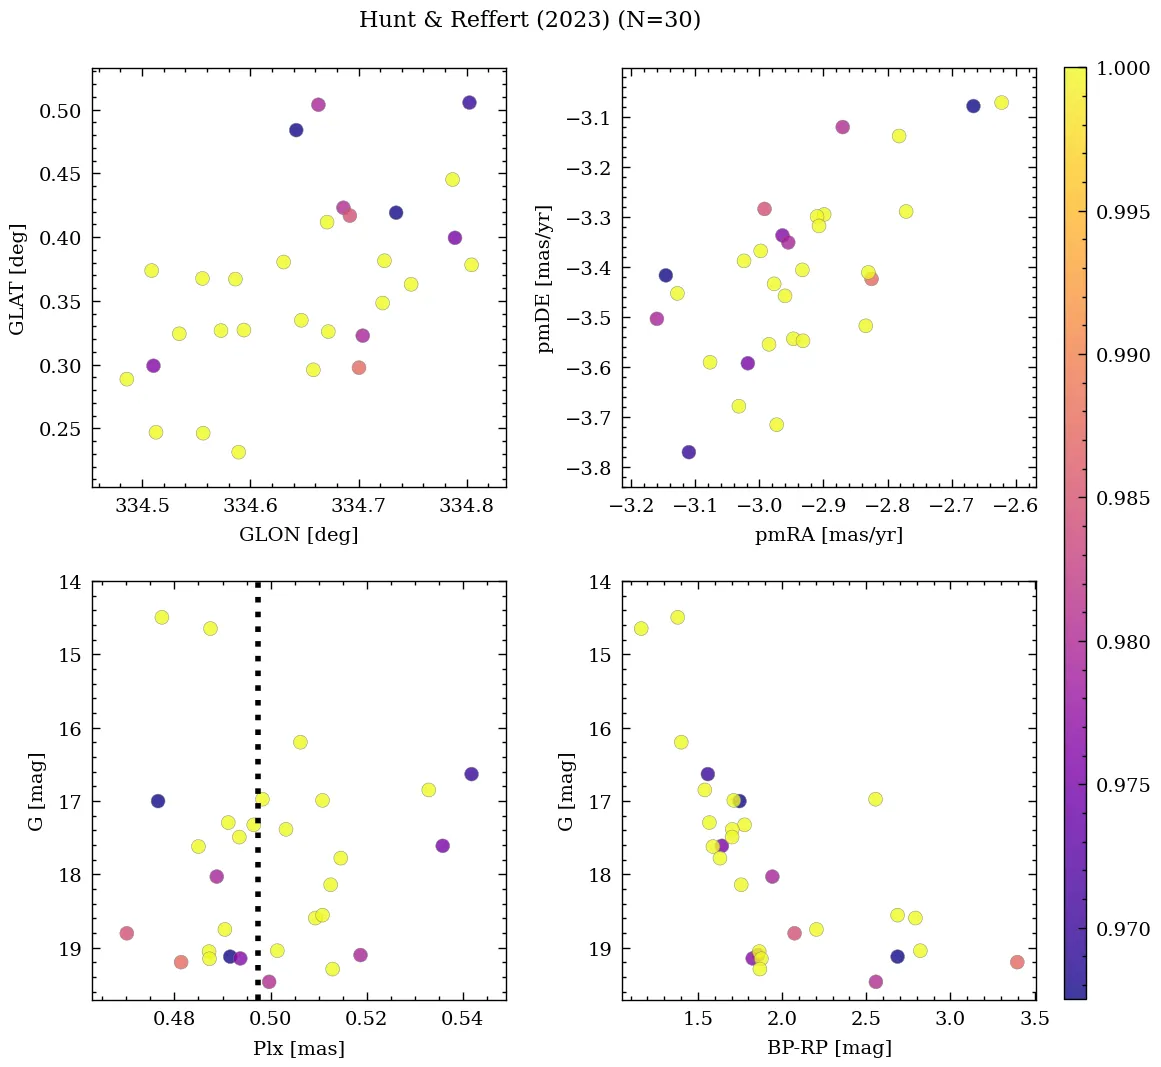 Hunt & Reffert (2023) (N=30)
GLAT [deg]
0.50
0.45
0.40
0.35
0.30
0.25
334.5 334.6 334.7 334.8
GLON [deg]
pmDE [mas/yr]
−3.1
−3.2
−3.3
−3.4
−3.5
−3.6
−3.7
−3.8
−3.2 −3.1 −3.0 −2.9 −2.8 −2.7 −2.6
pmRA [mas/yr]
G [mag]
14
15
16
17
18
19
0.48 0.50 0.52 0.54
Plx [mas]
G [mag]
14
15
16
17
18
19
1.5 2.0 2.5 3.0 3.5
BP-RP [mag]
1.000
0.995
0.990
0.985
0.980
0.975
0.970